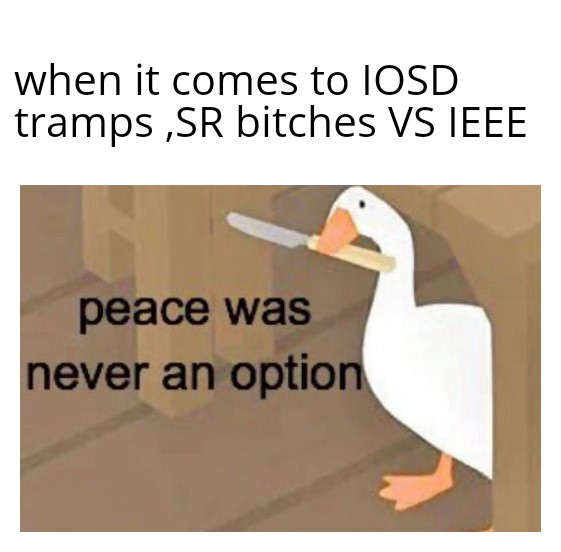 when it comes to IOSD
tramps ,SR bitches VS IEEE
peace was
never an option